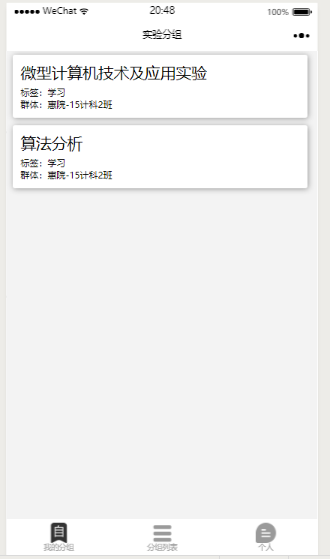 WeChat 20:48 100%
实验分组
微型计算机技术及应用实验
标签：学习
群体：惠院-15计科2班
算法分析
标签：学习
群体：惠院-15计科2班
自
我的分组 分组列表 个人